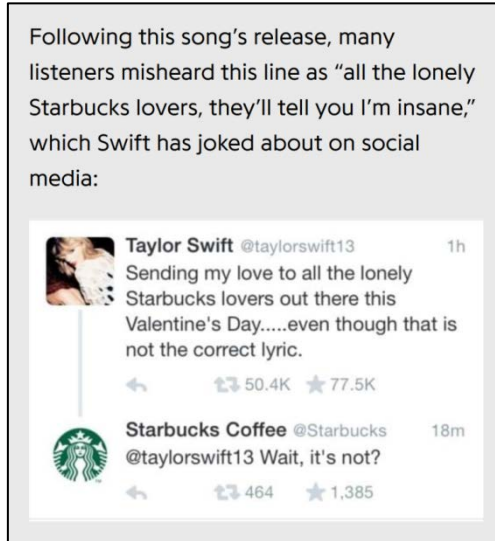 Following this song’s release, many
listeners misheard this line as “all the lonely
Starbucks lovers, they’ll tell you I’m insane,”
which Swift has joked about on social
media:
Taylor Swift @taylorswift13 1h
Sending my love to all the lonely
Starbucks lovers out there this
Valentine's Day.....even though that is
not the correct lyric.
50.4K 77.5K
Starbucks Coffee @Starbucks 18m
@taylorswift13 Wait, it's not?
464 1,385